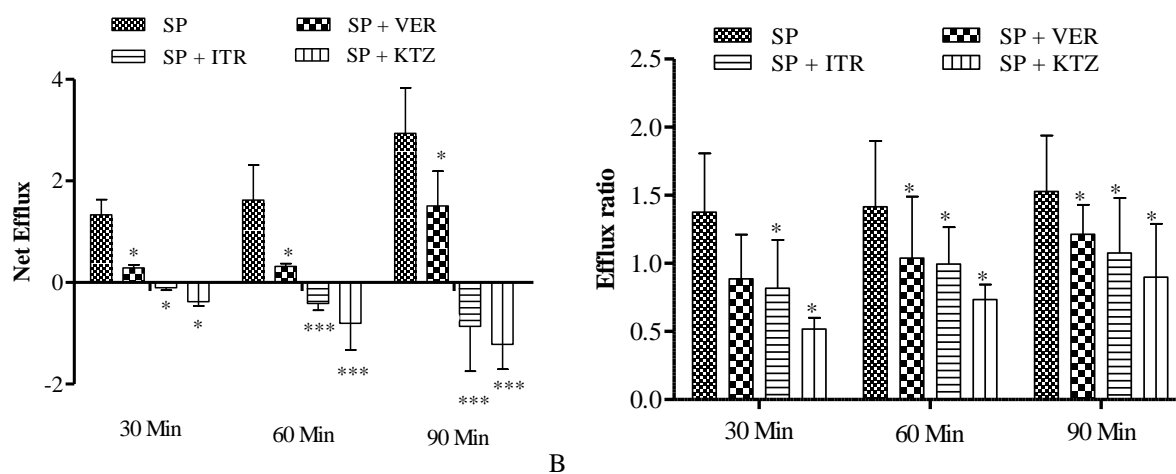 SP
SP + VER
SP + ITR
SP + KTZ
4
2
0
-2
Net Efflux
*
*
*
*
*
***
***
***
***
30 Min
60 Min
90 Min
B
SP
SP + VER
SP + ITR
SP + KTZ
2.5
2.0
1.5
1.0
0.5
0.0
Efflux ratio
*
*
*
*
*
*
*
*
30 Min
60 Min
90 Min